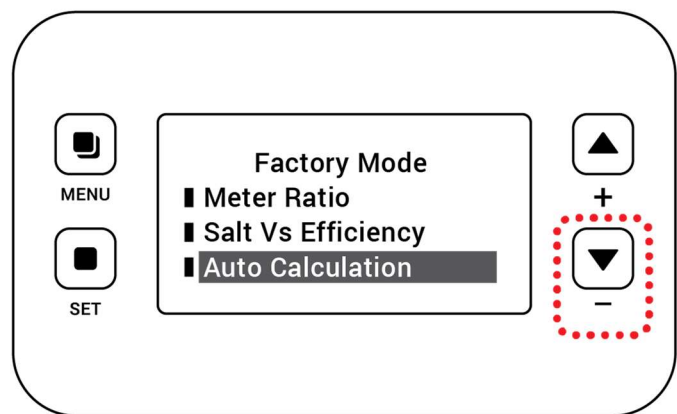 Factory Mode
MENU
Meter Ratio
+
Salt Vs Efficiency
Auto Calculation
SET
−